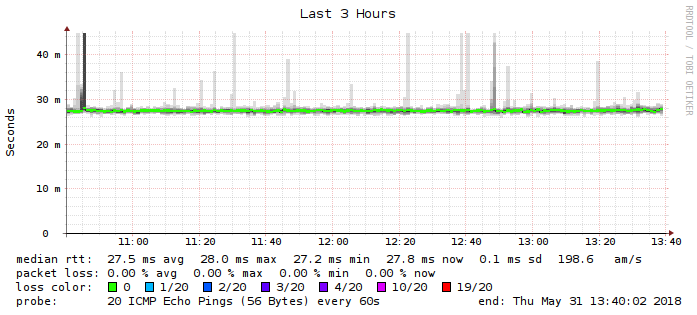 Last 3 Hours
RRDTOOL / TOBI OETIKER
Seconds
40 m
30 m
20 m
10 m
0
11:00 11:20 11:40 12:00 12:20 12:40 13:00 13:20 13:40
median rtt: 27.5 ms avg 28.0 ms max 27.2 ms min 27.8 ms now 0.1 ms sd 198.6 am/s
packet loss: 0.00 % avg 0.00 % max 0.00 % min 0.00 % now
loss color: 0 1/20 2/20 3/20 4/20 10/20 19/20
probe: 20 ICMP Echo Pings (56 Bytes) every 60s end: Thu May 31 13:40:02 2018